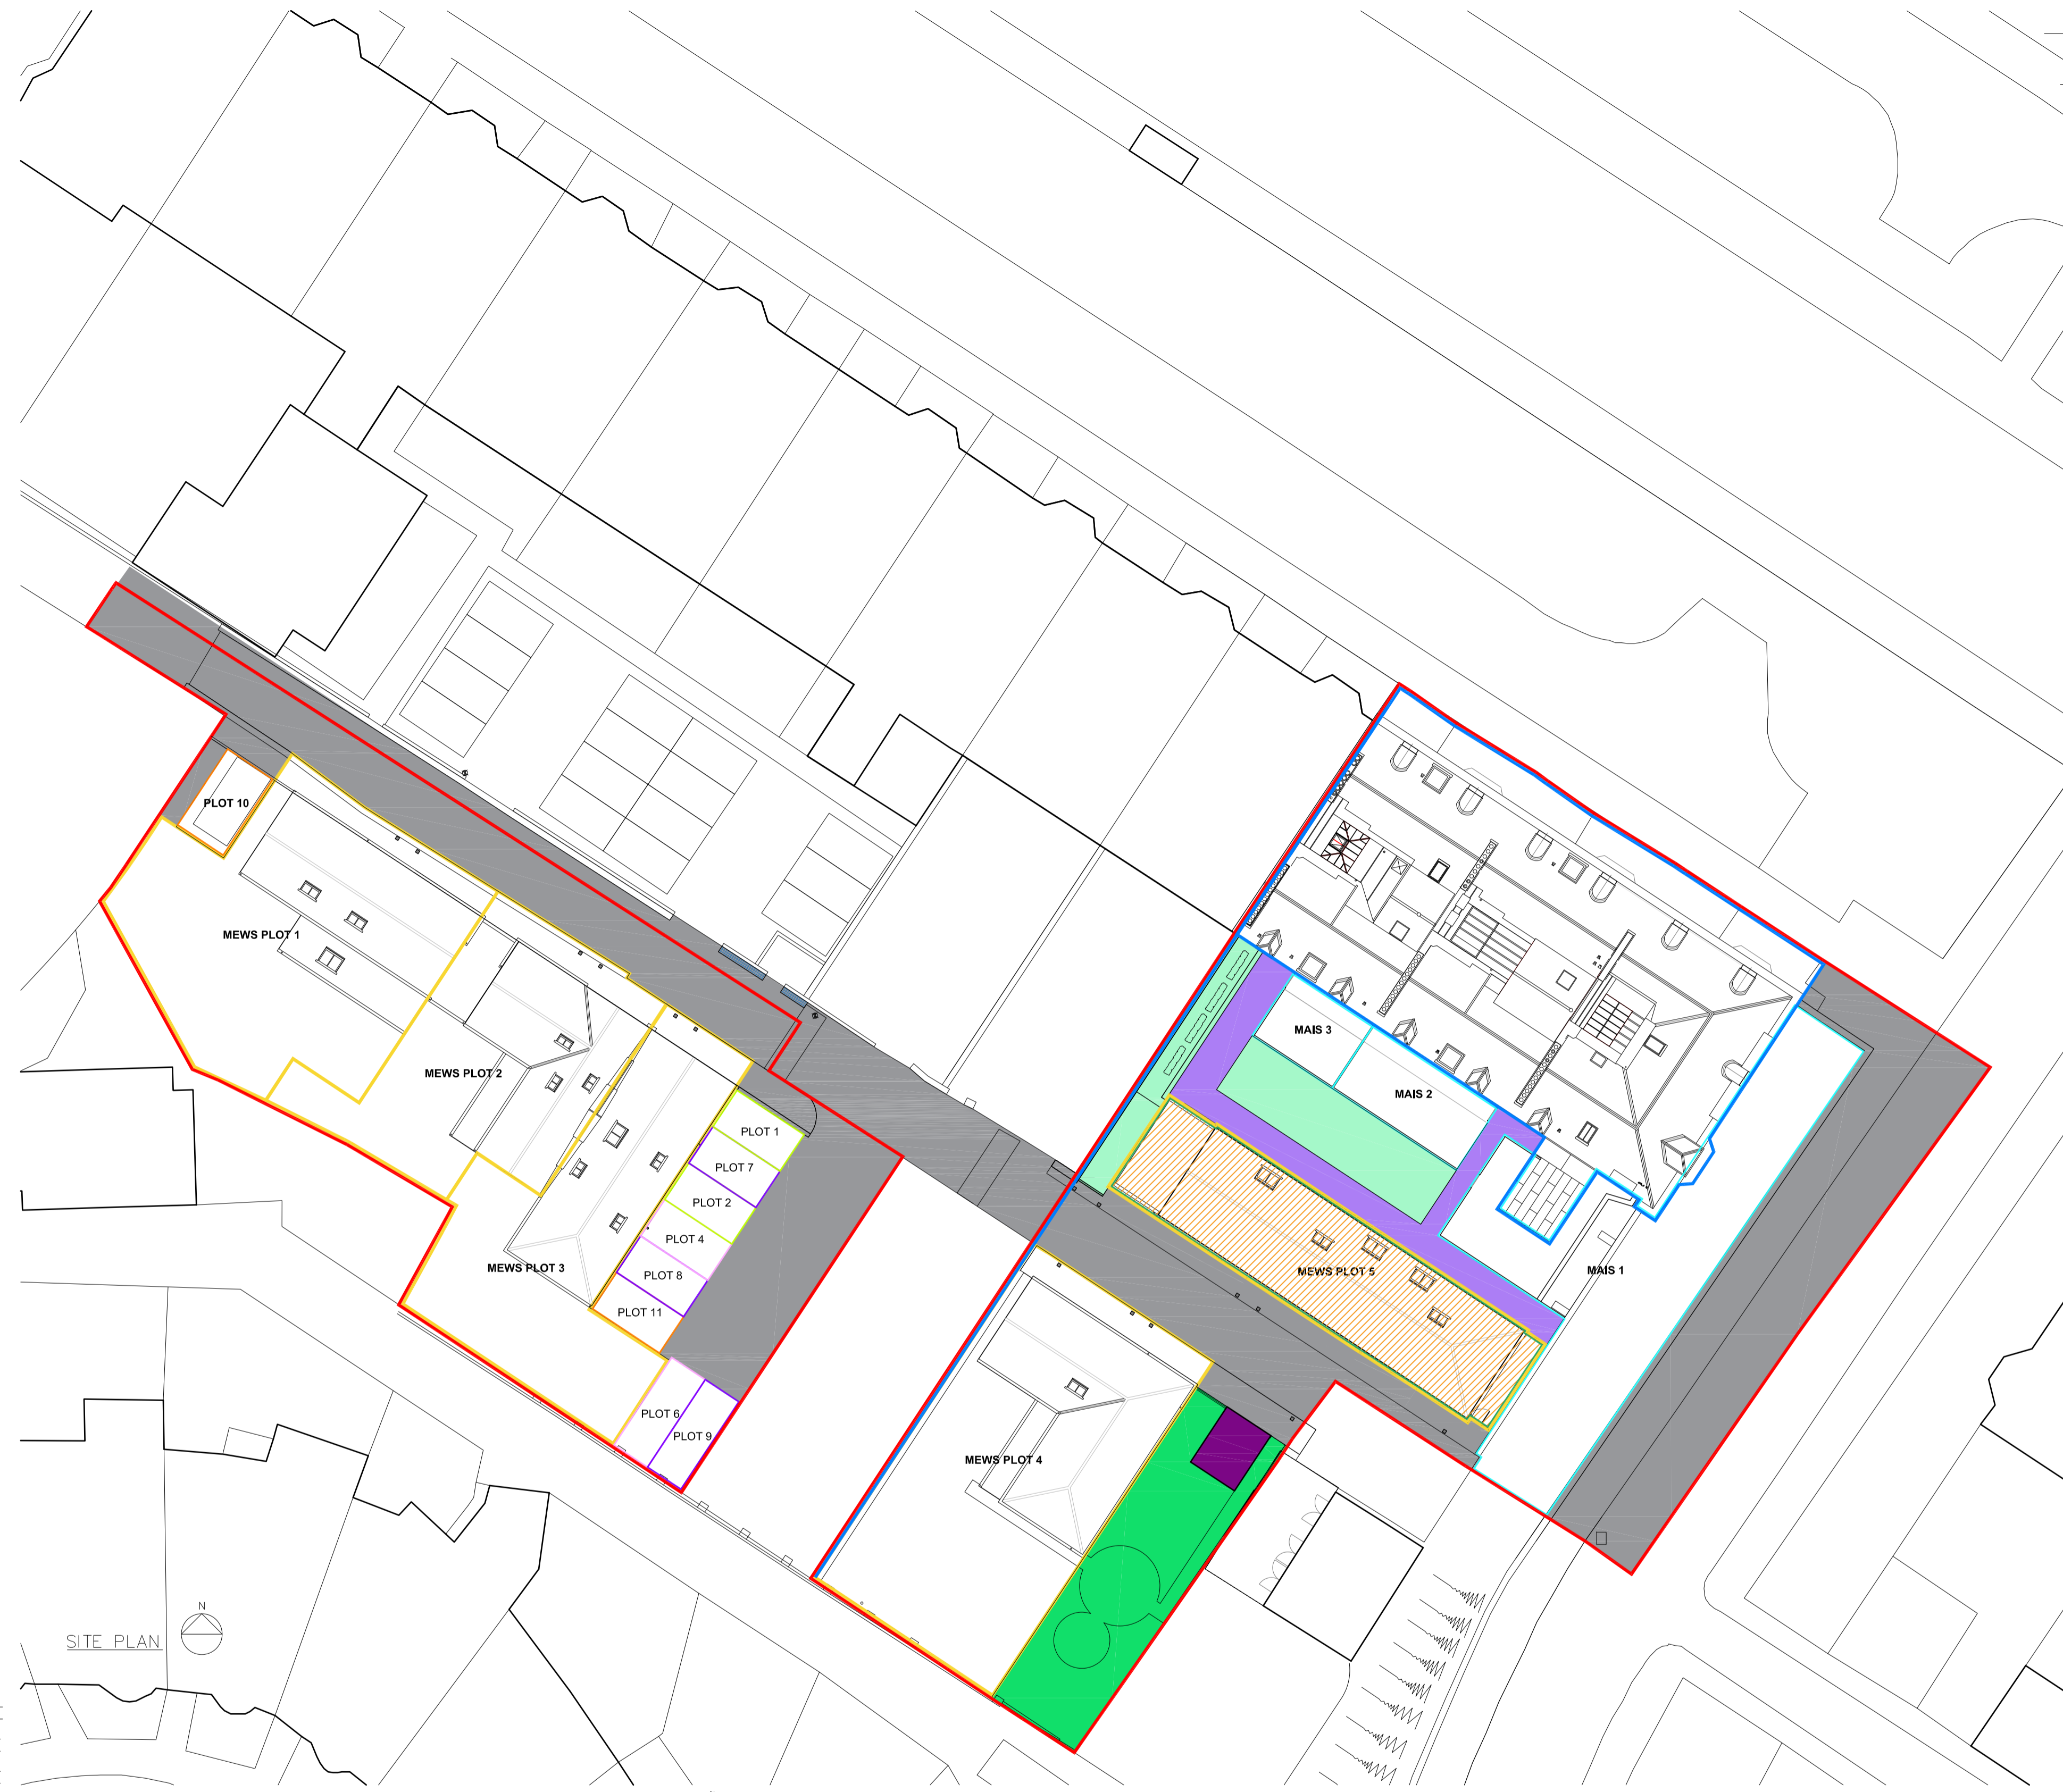 PLOT 10
MEWS PLOT 1
MEWS PLOT 2
MEWS PLOT 3
PLOT 1
PLOT 7
PLOT 2
PLOT 4
PLOT 8
PLOT 11
PLOT 6
PLOT 9
MAIS 3
MAIS 2
MAIS 1
MEWS PLOT 5
MEWS PLOT 4
N
SITE PLAN